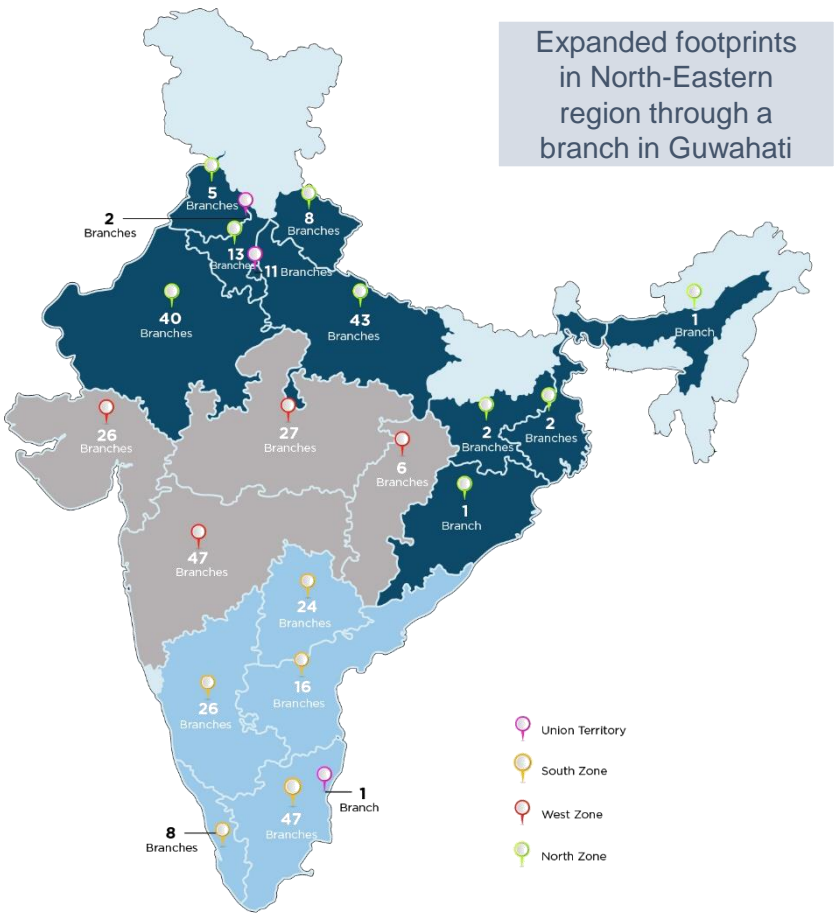 Expanded footprints
in North-Eastern
region through a
branch in Guwahati
5
Branches
2
Branches
8
Branches
13
Branches
11 Branches
40
Branches
43
Branches
1
Branch
26
Branches
27
Branches
2
Branches
2
Branches
6
Branches
1
Branch
47
Branches
24
Branches
26
Branches
16
Branches
1
Branch
47
Branches
8
Branches
Union Territory
South Zone
West Zone
North Zone